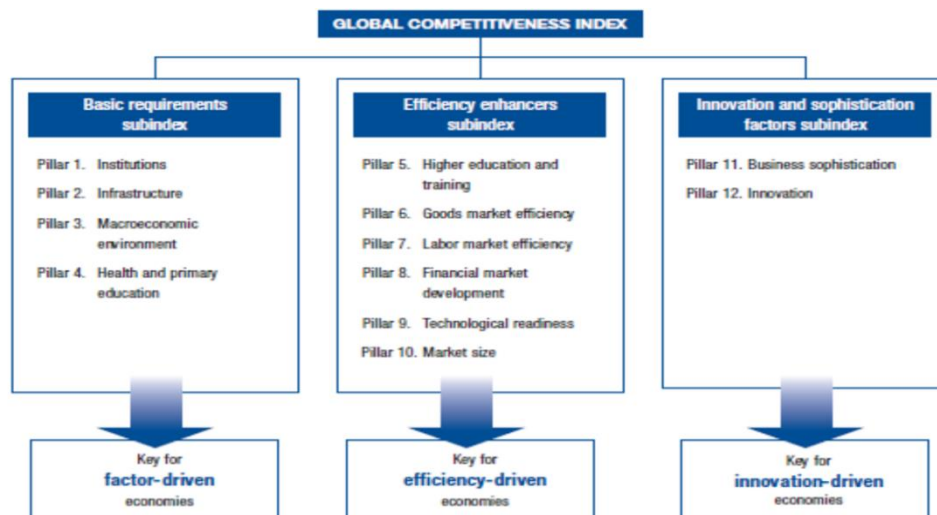 GLOBAL COMPETITIVENESS INDEX
Basic requirements
subindex
Pillar 1. Institutions
Pillar 2. Infrastructure
Pillar 3. Macroeconomic
environment
Pillar 4. Health and primary
education
Key for
factor-driven
economies
Efficiency enhancers
subindex
Pillar 5. Higher education and
training
Pillar 6. Goods market efficiency
Pillar 7. Labor market efficiency
Pillar 8. Financial market
development
Pillar 9. Technological readiness
Pillar 10. Market size
Key for
efficiency-driven
economies
Innovation and sophistication
factors subindex
Pillar 11. Business sophistication
Pillar 12. Innovation
Key for
innovation-driven
economies